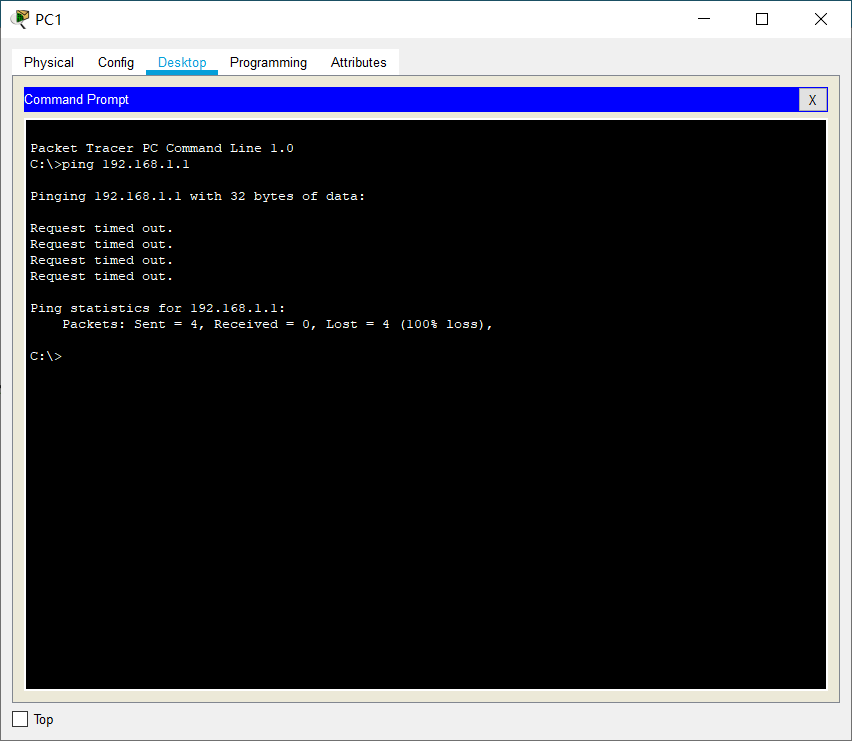 PC1
Physical Config Desktop Programming Attributes
Command Prompt X
Packet Tracer PC Command Line 1.0
C:\>ping 192.168.1.1
Pinging 192.168.1.1 with 32 bytes of data:
Request timed out.
Request timed out.
Request timed out.
Request timed out.
Ping statistics for 192.168.1.1:
    Packets: Sent = 4, Received = 0, Lost = 4 (100% loss),
C:\>
Top